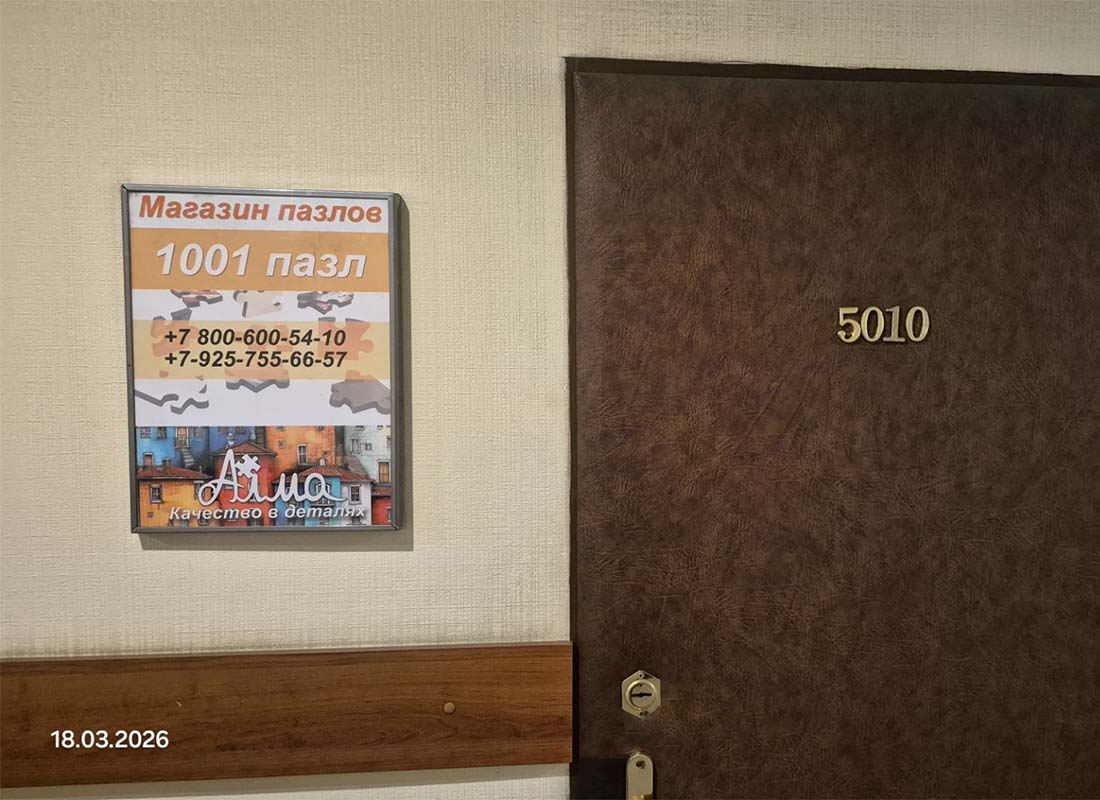 Магазин пазлов
1001 пазл
+7 800-600-54-10
+7-925-755-66-57
Айма
Качество в деталях
5010
18.03.2026